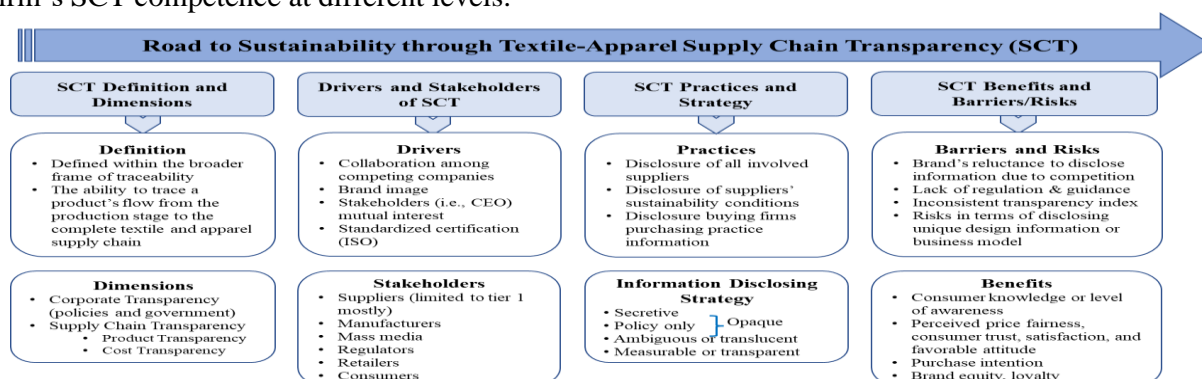 firm's SCT competence at different levels.
Road to Sustainability through Textile-Apparel Supply Chain Transparency (SCT)
SCT Definition and
Dimensions
Definition
• Defined within the broader
frame of traceability
• The ability to trace a
product's flow from the
production stage to the
complete textile and apparel
supply chain
Dimensions
• Corporate Transparency
(policies and government)
• Supply Chain Transparency
• Product Transparency
• Cost Transparency
Drivers and Stakeholders
of SCT
Drivers
• Collaboration among
competing companies
• Brand image
• Stakeholders (i.e., CEO)
mutual interest
• Standardized certification
(ISO)
Stakeholders
• Suppliers (limited to tier 1
mostly)
• Manufacturers
• Mass media
• Regulators
• Retailers
• Consumers
SCT Practices and
Strategy
Practices
• Disclosure of all involved
suppliers
• Disclosure of suppliers'
sustainability conditions
• Disclosure buying firms
purchasing practice
information
Information Disclosing
Strategy
• Secretive
• Policy only
Opaque
• Ambiguous or translucent
• Measurable or transparent
SCT Benefits and
Barriers/Risks
Barriers and Risks
• Brand's reluctance to disclose
information due to competition
• Lack of regulation & guidance
• Inconsistent transparency index
• Risks in terms of disclosing
unique design information or
business model
Benefits
• Consumer knowledge or level
of awareness
• Perceived price fairness,
consumer trust, satisfaction, and
favorable attitude
• Purchase intention
• Brand equity, loyalty